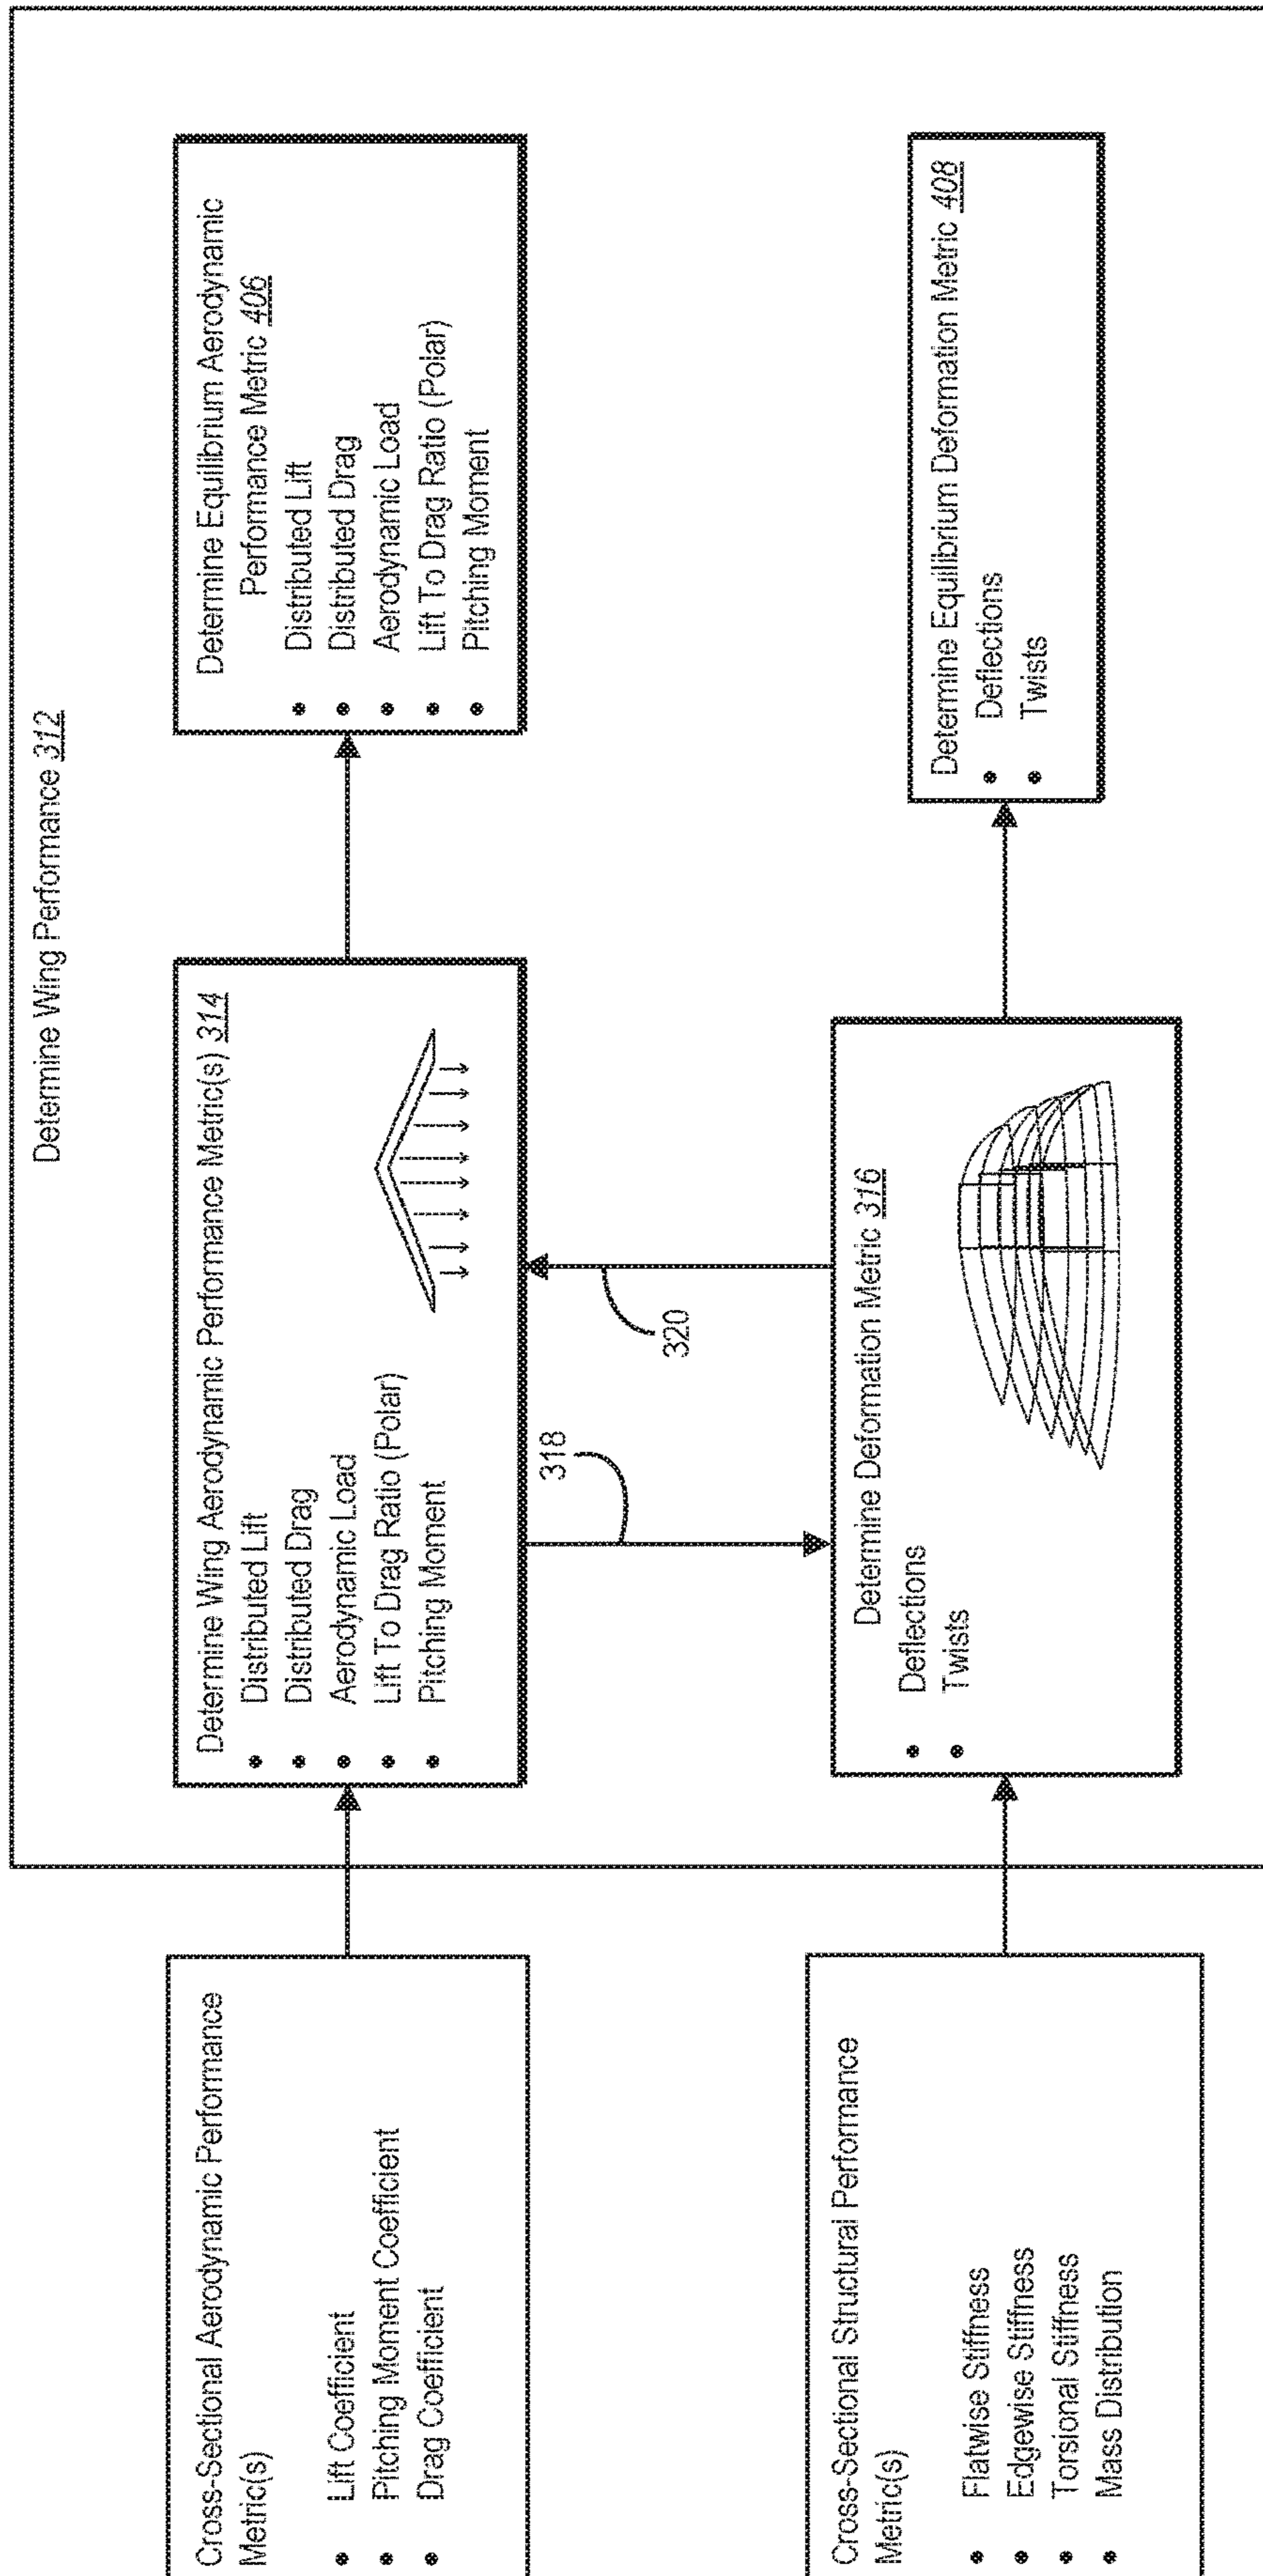 Determine Wing Performance 312
Cross-Sectional Aerodynamic Performance
Metric(s)
• Lift Coefficient
• Pitching Moment Coefficient
• Drag Coefficient
Determine Wing Aerodynamic Performance Metric(s) 314
• Distributed Lift
• Distributed Drag
• Aerodynamic Load
• Lift To Drag Ratio (Polar)
• Pitching Moment
Determine Equilibrium Aerodynamic
Performance Metric 406
• Distributed Lift
• Distributed Drag
• Aerodynamic Load
• Lift To Drag Ratio (Polar)
• Pitching Moment
318
320
Cross-Sectional Structural Performance
Metric(s)
• Flatwise Stiffness
• Edgewise Stiffness
• Torsional Stiffness
• Mass Distribution
Determine Deformation Metric 316
• Deflections
• Twists
Determine Equilibrium Deformation Metric 408
• Deflections
• Twists